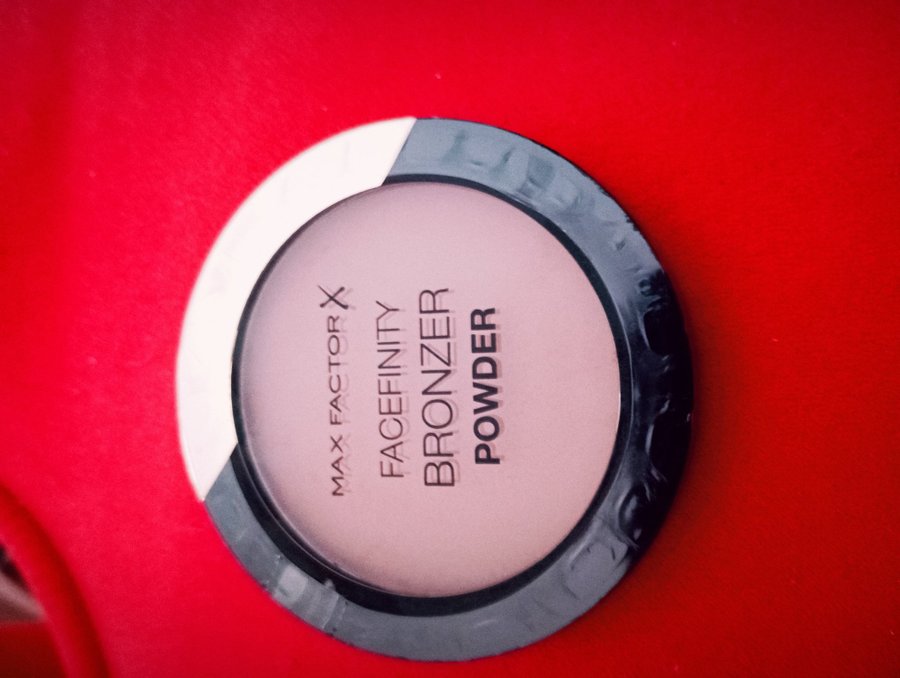 MAX FACTOR X
FACEFINITY
BRONZER
POWDER